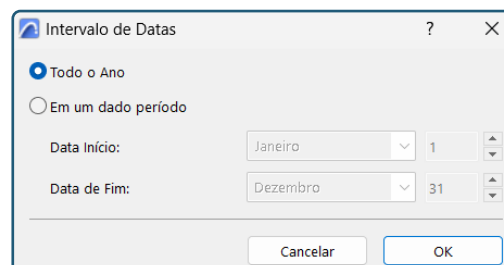 Intervalo de Datas ? X
Todo o Ano
Em um dado período
Data Início: Janeiro 1
Data de Fim: Dezembro 31
Cancelar OK